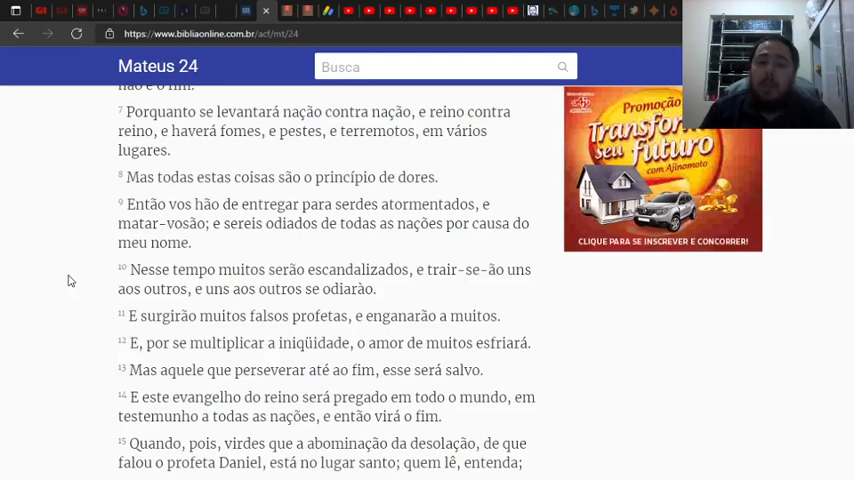 https://www.bibliaonline.com.br/acf/mt/24
Mateus 24
Busca
não é o fim.
7 Porquanto se levantará nação contra nação, e reino contra
reino, e haverá fomes, e pestes, e terremotos, em vários
lugares.
8 Mas todas estas coisas são o princípio de dores.
9 Então vos hão de entregar para serdes atormentados, e
matar-vosão; e sereis odiados de todas as nações por causa do
meu nome.
10 Nesse tempo muitos serão escandalizados, e trair-se-ão uns
aos outros, e uns aos outros se odiarào.
11 E surgirão muitos falsos profetas, e enganarão a muitos.
12 E, por se multiplicar a iniqüidade, o amor de muitos esfriará.
13 Mas aquele que perseverar até ao fim, esse será salvo.
14 E este evangelho do reino será pregado em todo o mundo, em
testemunho a todas as nações, e então virá o fim.
15 Quando, pois, virdes que a abominação da desolação, de que
falou o profeta Daniel, está no lugar santo; quem lê, entenda;
Promoção
seu futuro
com Ajinomoto
CLIQUE PARA SE INSCREVER E CONCORRER!